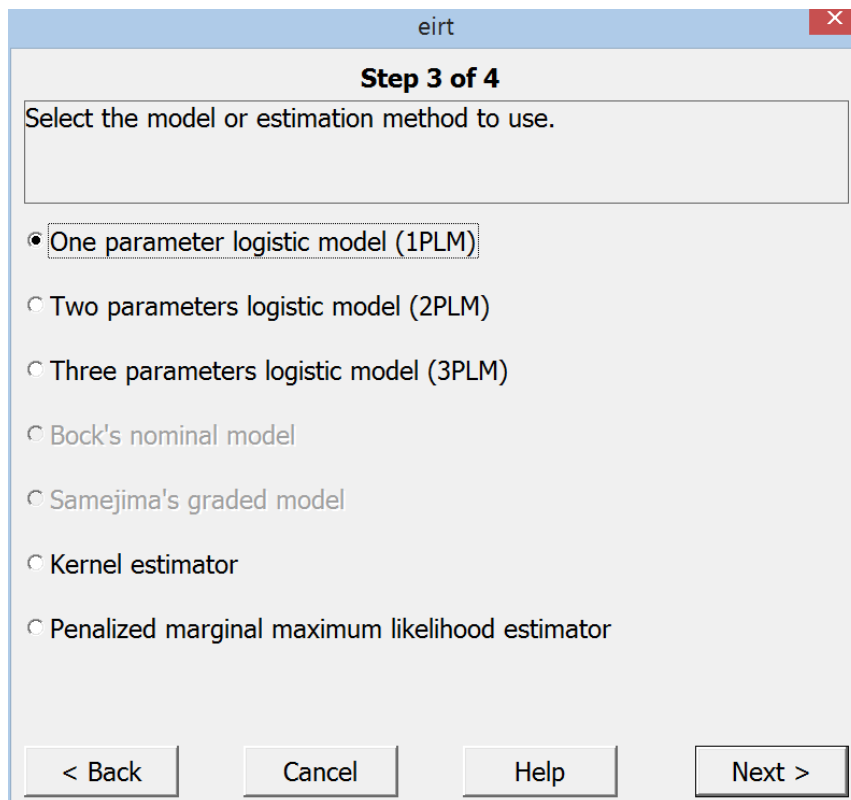 eirt
Step 3 of 4
Select the model or estimation method to use.
One parameter logistic model (1PLM)
Two parameters logistic model (2PLM)
Three parameters logistic model (3PLM)
Bock's nominal model
Samejima's graded model
Kernel estimator
Penalized marginal maximum likelihood estimator
< Back Cancel Help Next >